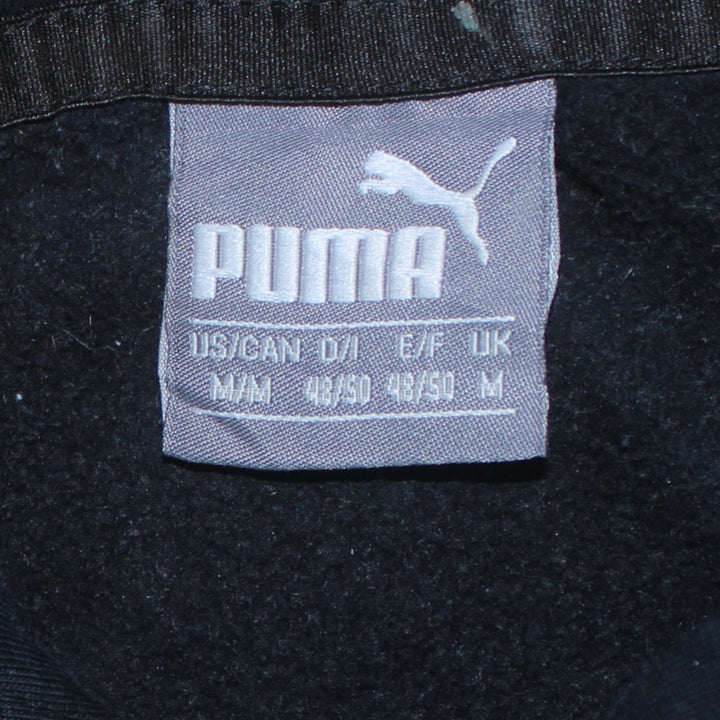 PUMA
US/CAN D/I E/F UK
M/M 48/50 48/50 M